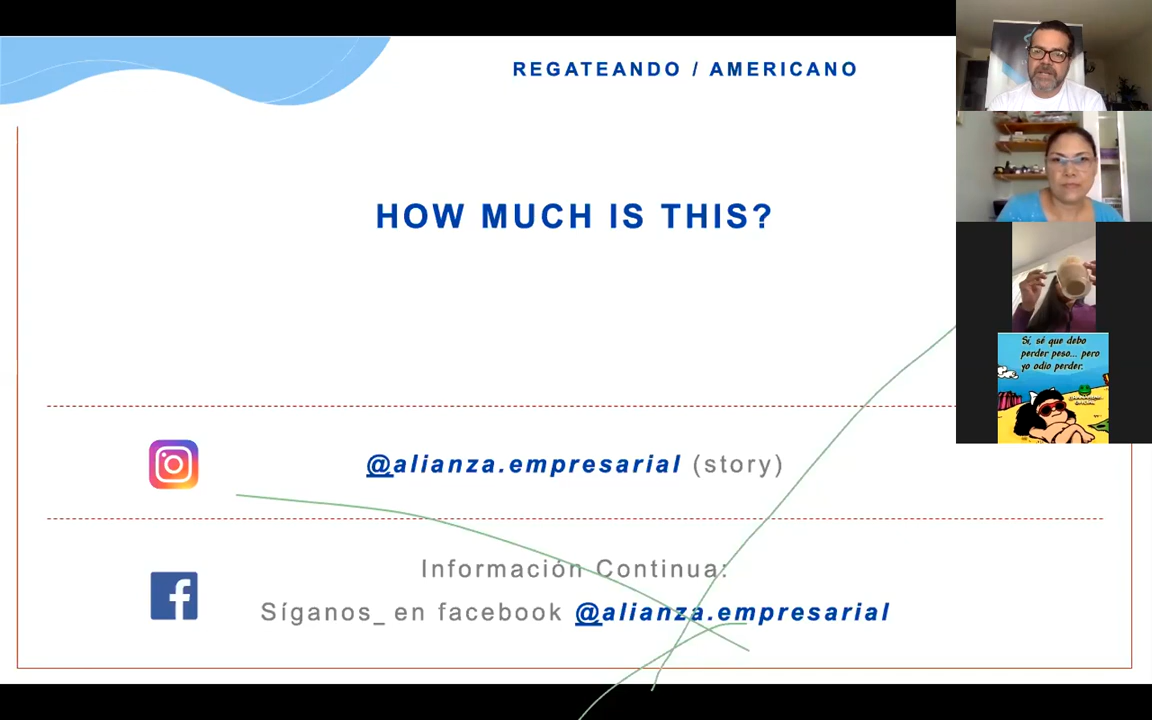 REGATEANDO / AMERICANO
HOW MUCH IS THIS?
@alianza.empresarial (story)
Información Continua:
Síganos_ en facebook @alianza.empresarial
Sí, sé que debo
perder peso... pero
yo odio perder.